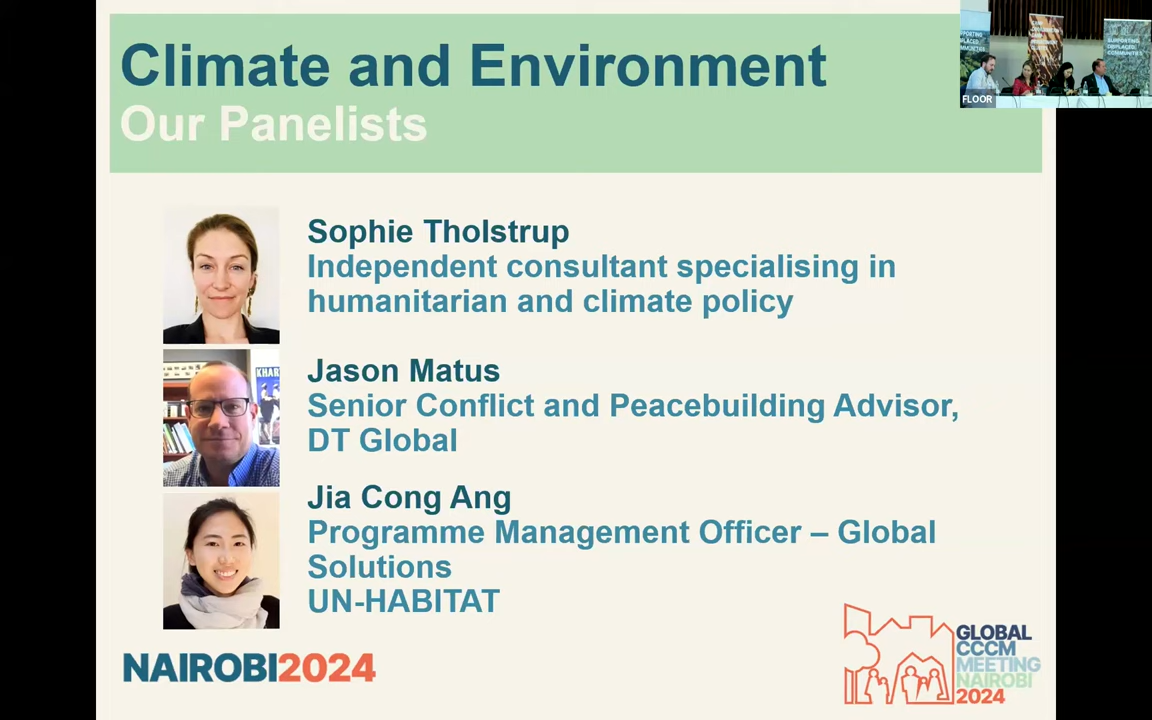 Climate and Environment
Our Panelists
FLOOR
Sophie Tholstrup
Independent consultant specialising in
humanitarian and climate policy
Jason Matus
Senior Conflict and Peacebuilding Advisor,
DT Global
Jia Cong Ang
Programme Management Officer – Global
Solutions
UN-HABITAT
NAIROBI2024
GLOBAL
CCCM
MEETING
NAIROBI
2024